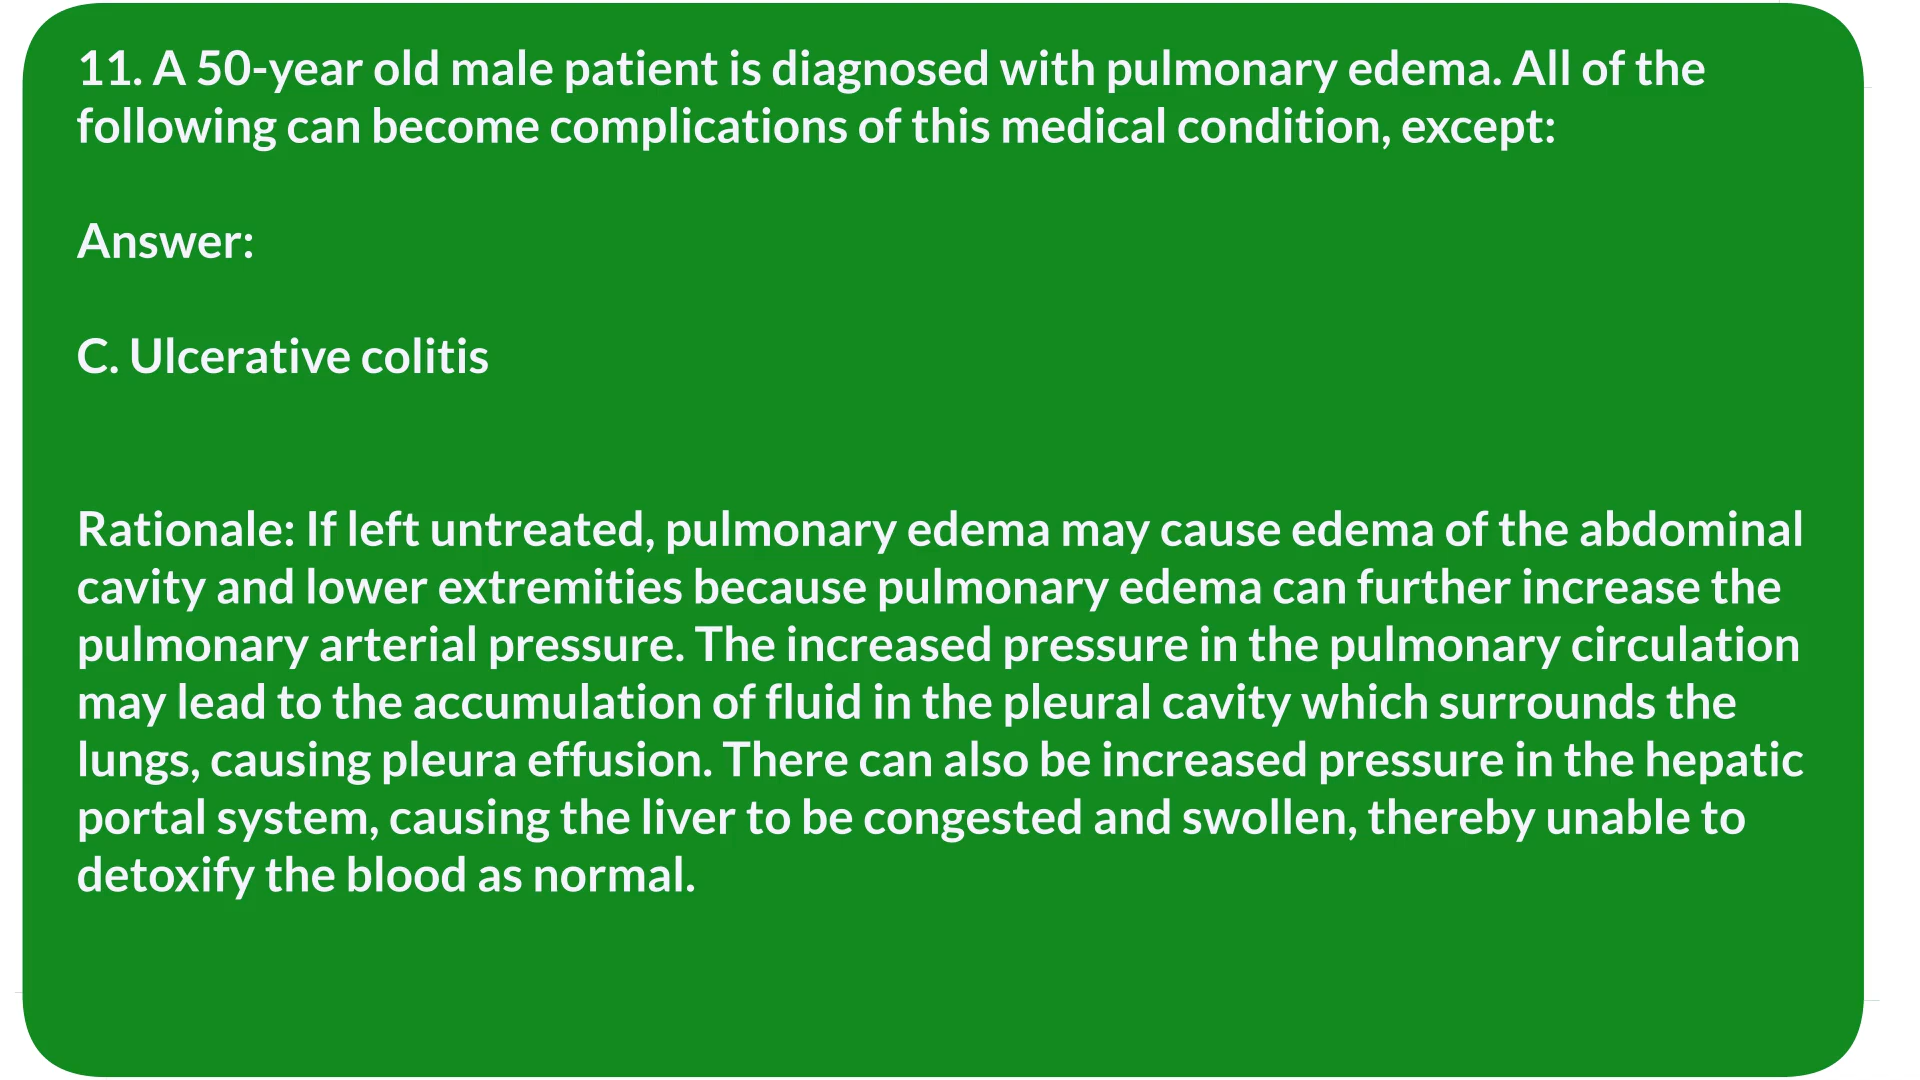 11. A 50-year old male patient is diagnosed with pulmonary edema. All of the
following can become complications of this medical condition, except:
Answer:
C. Ulcerative colitis
Rationale: If left untreated, pulmonary edema may cause edema of the abdominal
cavity and lower extremities because pulmonary edema can further increase the
pulmonary arterial pressure. The increased pressure in the pulmonary circulation
may lead to the accumulation of fluid in the pleural cavity which surrounds the
lungs, causing pleura effusion. There can also be increased pressure in the hepatic
portal system, causing the liver to be congested and swollen, thereby unable to
detoxify the blood as normal.